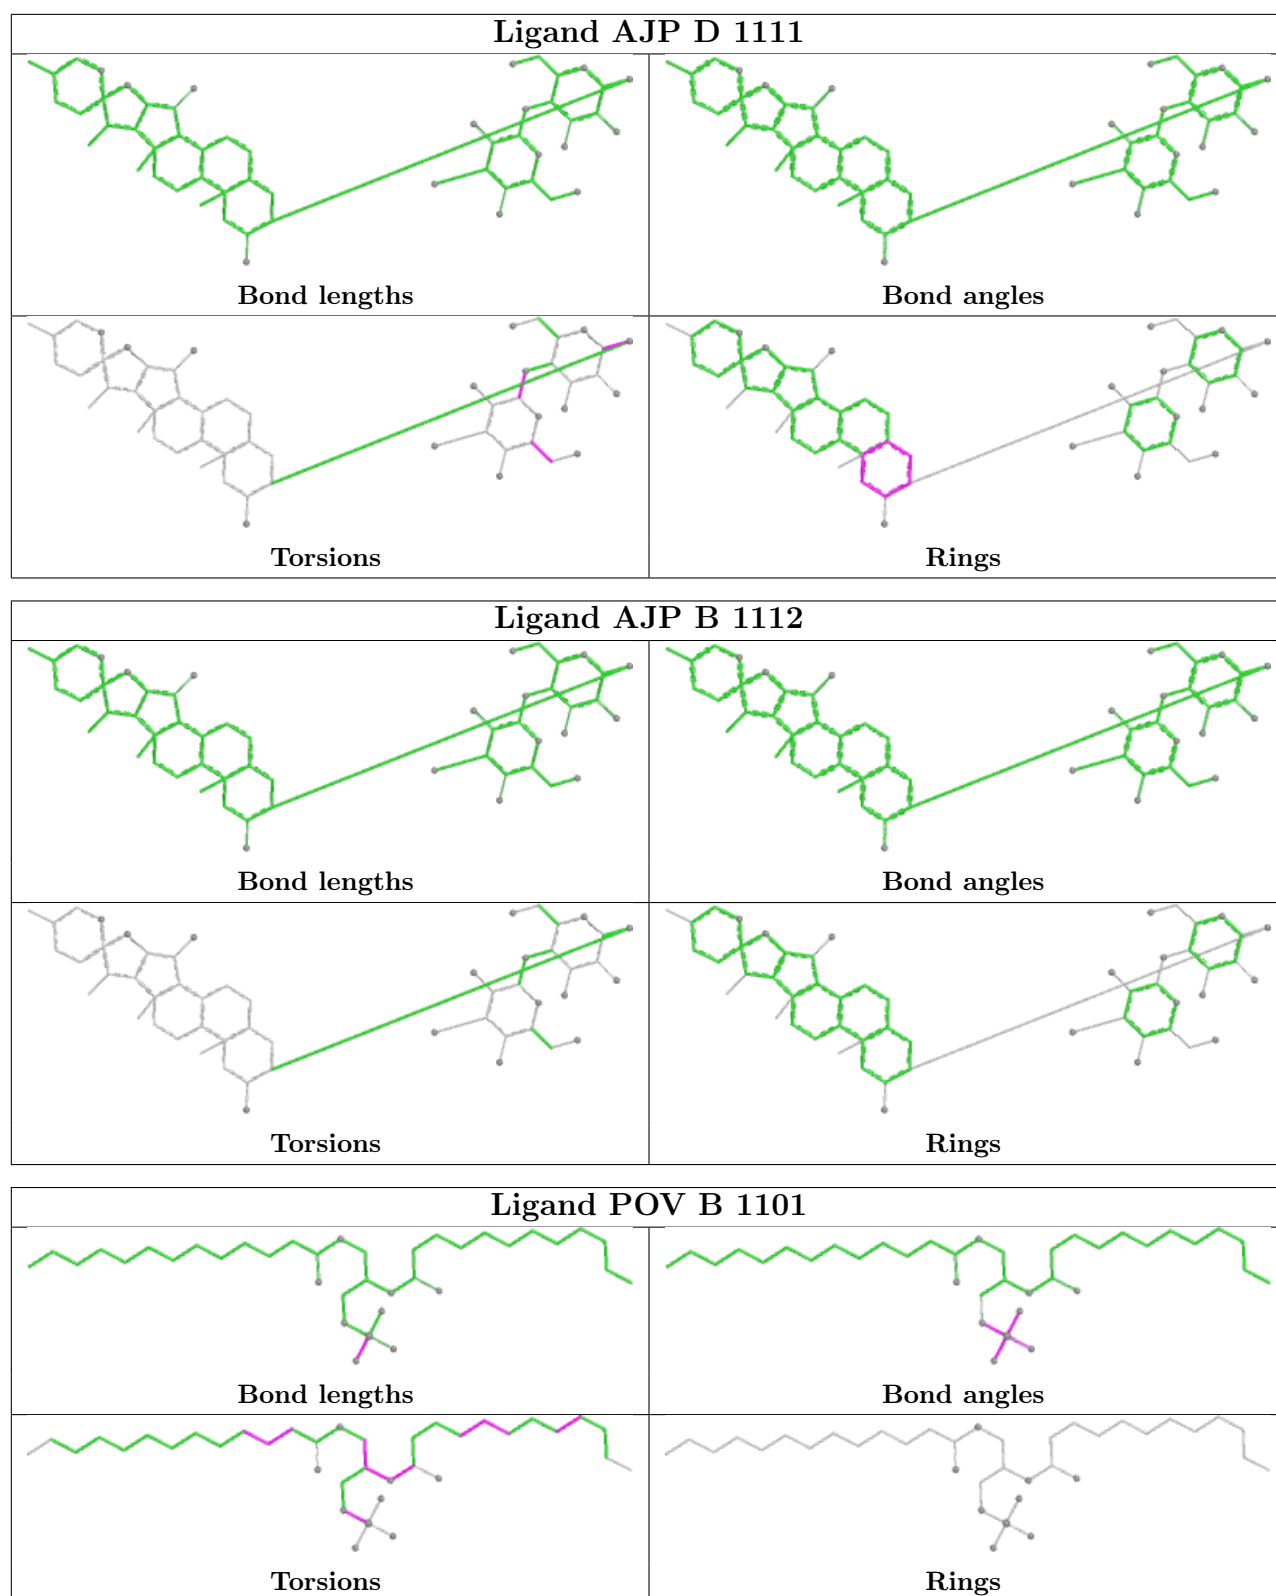 Ligand AJP D 1111
Bond lengths
Bond angles
Torsions
Rings
Ligand AJP B 1112
Bond lengths
Bond angles
Torsions
Rings
Ligand POV B 1101
Bond lengths
Bond angles
Torsions
Rings